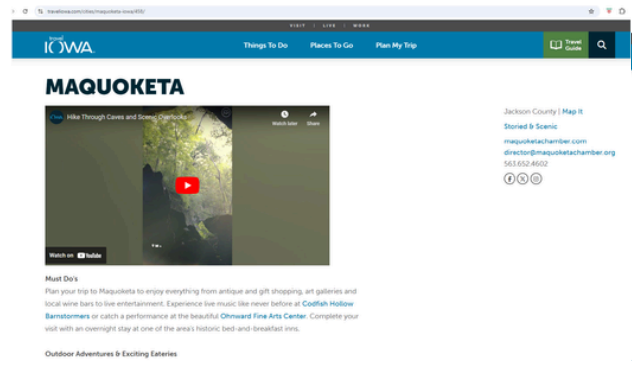 traveliowa.com/cities/maquoketa-iowa/456/
VISIT | LIVE | WORK
travel
IOWA.
Things To Do Places To Go Plan My Trip
Travel
Guide
MAQUOKETA
Hike Through Caves and Scenic Overlooks
Watch later Share
Watch on YouTube
Jackson County | Map It
Storied & Scenic
maquoketachamber.com
director@maquoketachamber.org
563.652.4602
Must Do's
Plan your trip to Maquoketa to enjoy everything from antique and gift shopping, art galleries and
local wine bars to live entertainment. Experience live music like never before at Codfish Hollow
Barnstormers or catch a performance at the beautiful Ohnward Fine Arts Center. Complete your
visit with an overnight stay at one of the area's historic bed-and-breakfast inns.
Outdoor Adventures & Exciting Eateries